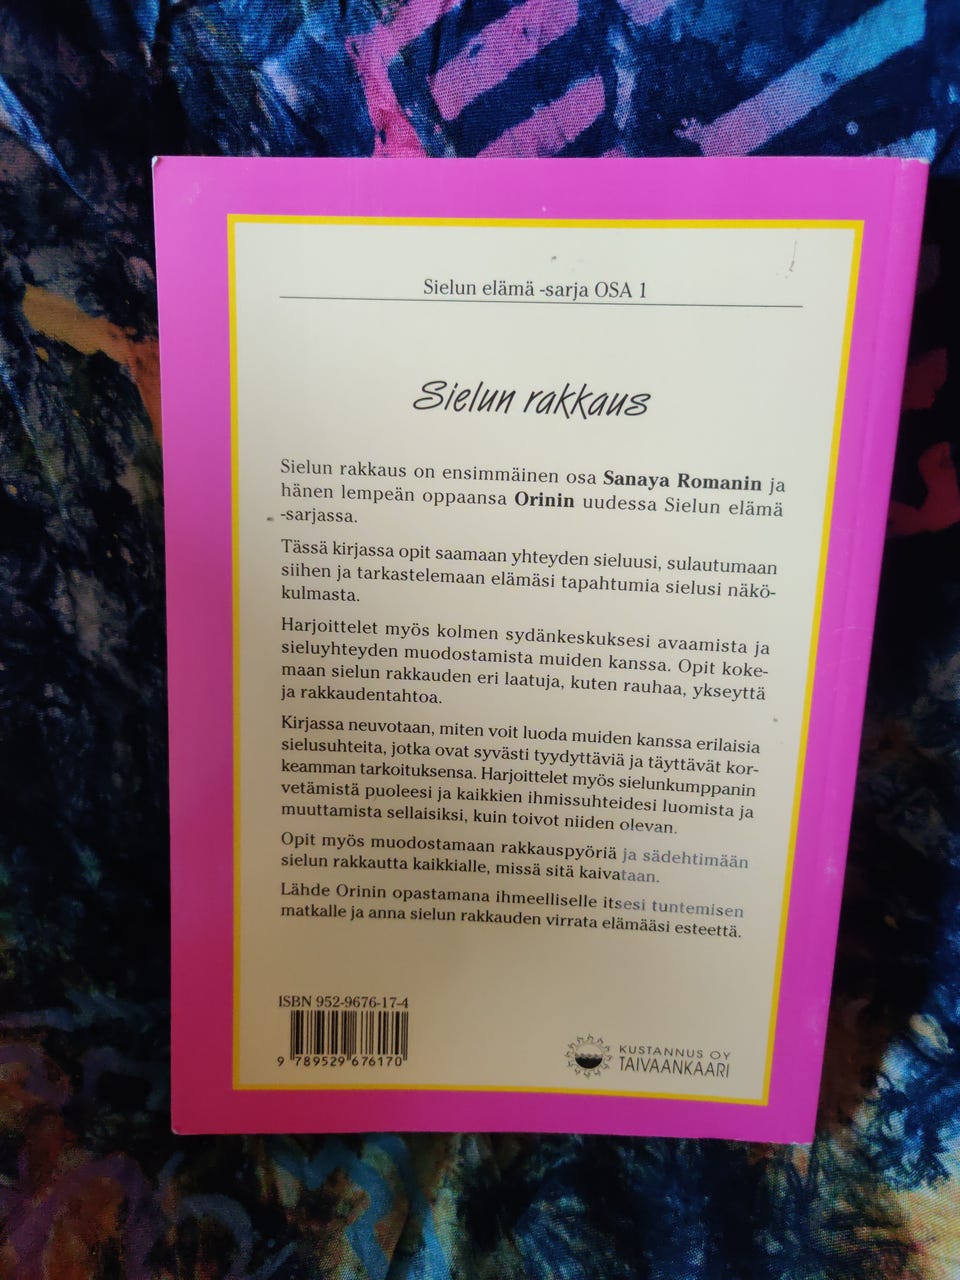 Sielun elämä -sarja OSA 1
Sielun rakkaus
Sielun rakkaus on ensimmäinen osa Sanaya Romanin ja
hänen lempeän oppaansa Orinin uudessa Sielun elämä
-sarjassa.
Tässä kirjassa opit saamaan yhteyden sieluusi, sulautumaan
siihen ja tarkastelemaan elämäsi tapahtumia sielusi näkö-
kulmasta.
Harjoittelet myös kolmen sydänkeskuksesi avaamista ja
sieluyhteyden muodostamista muiden kanssa. Opit koke-
maan sielun rakkauden eri laatuja, kuten rauhaa, ykseyttä
ja rakkaudentahtoa.
Kirjassa neuvotaan, miten voit luoda muiden kanssa erilaisia
sielusuhteita, jotka ovat syvästi tyydyttäviä ja täyttävät kor-
keamman tarkoituksensa. Harjoittelet myös sielunkumppanin
vetämistä puoleesi ja kaikkien ihmissuhteidesi luomista ja
muuttamista sellaisiksi, kuin toivot niiden olevan.
Opit myös muodostamaan rakkauspyöriä ja sädehtimään
sielun rakkautta kaikkialle, missä sitä kaivataan.
Lähde Orinin opastamana ihmeelliselle itsesi tuntemisen
matkalle ja anna sielun rakkauden virrata elämääsi esteettä.
ISBN 952-9676-17-4
9 789529 676170
KUSTANNUS OY
TAIVAANKAARI